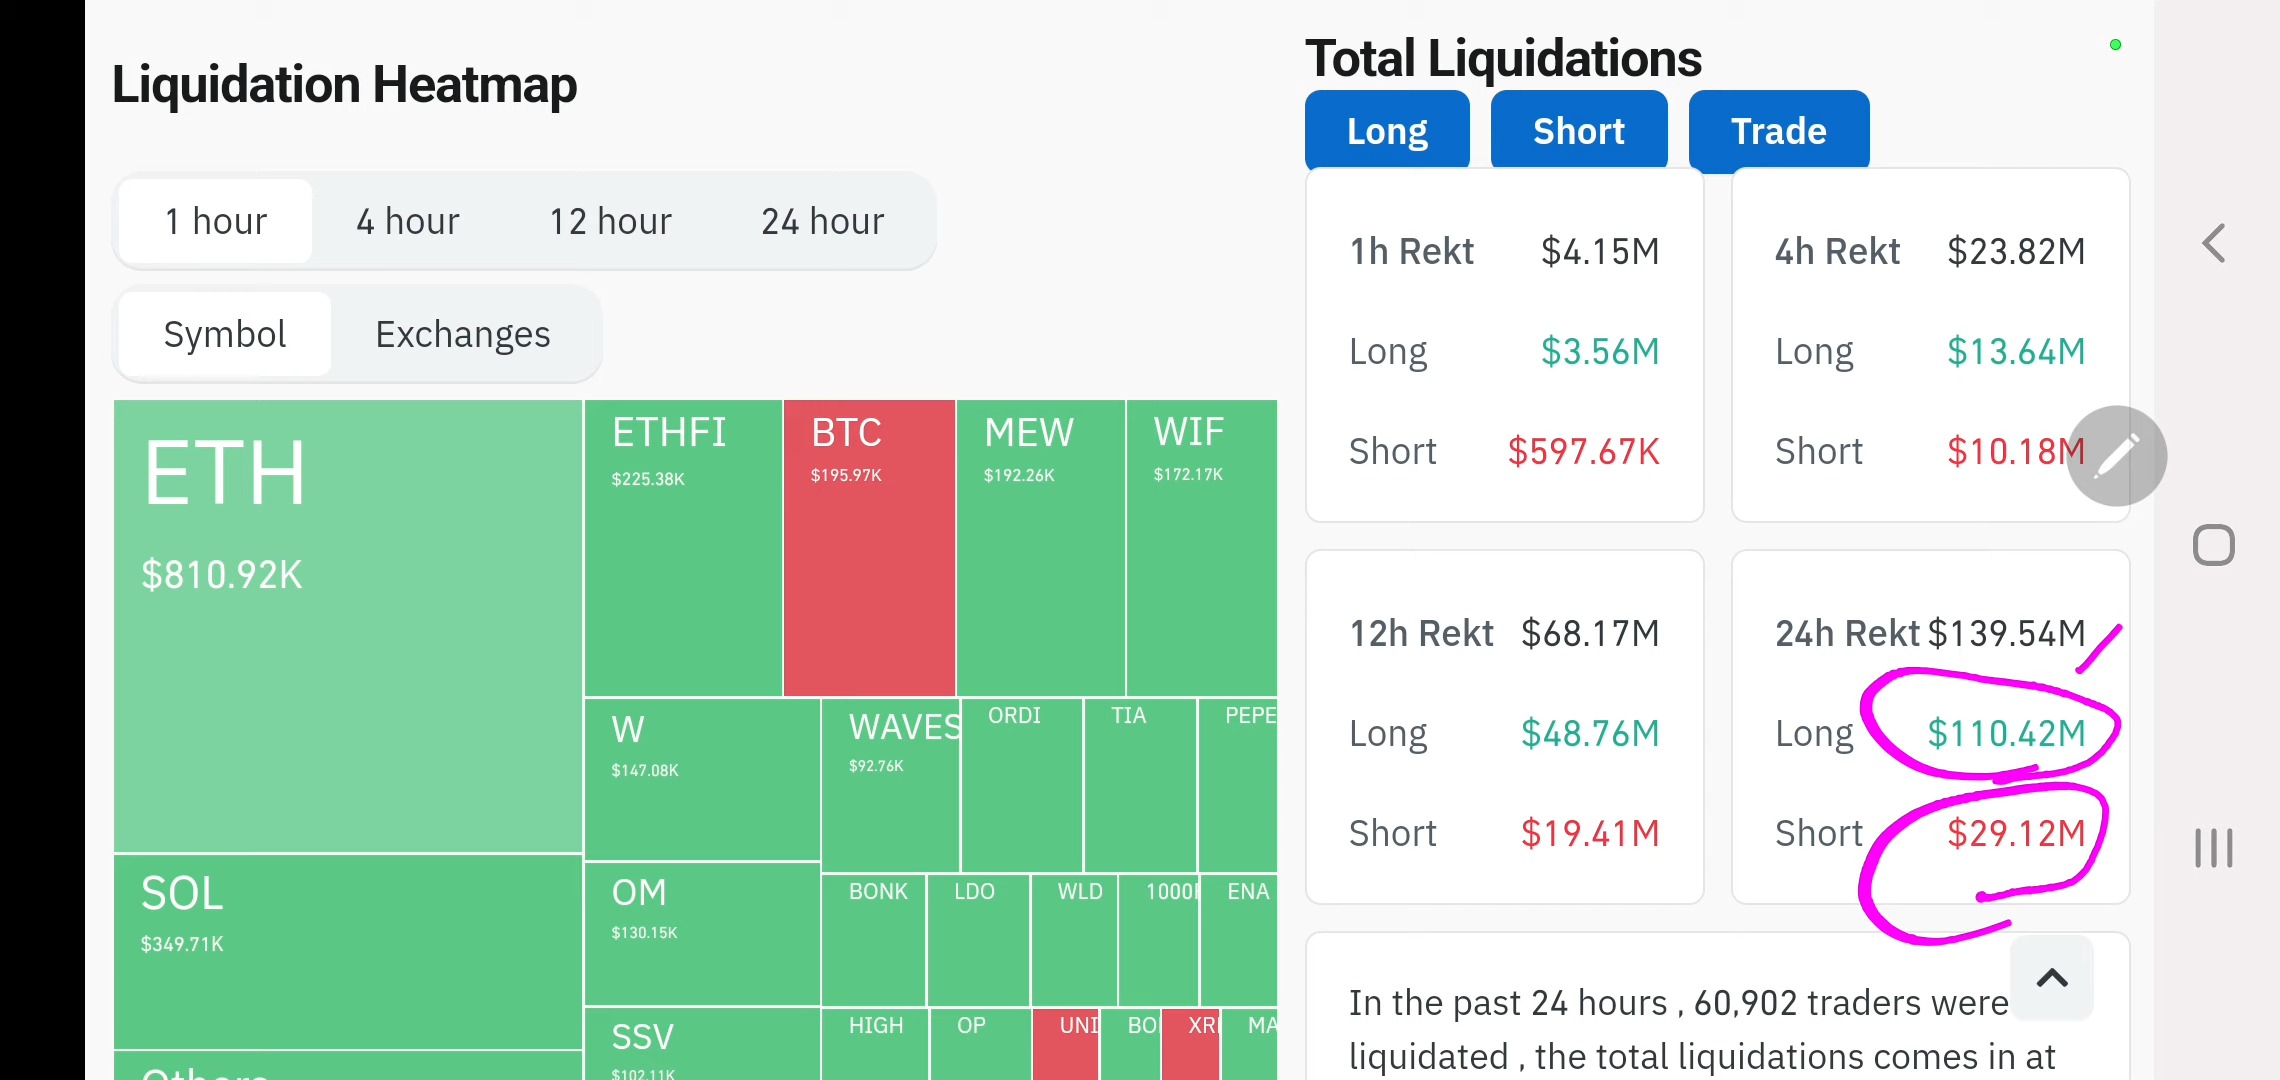 Liquidation Heatmap
1 hour 4 hour 12 hour 24 hour
Symbol Exchanges
ETH
$810.92K
SOL
$349.71K
ETHFI
$225.38K
BTC
$195.97K
MEW
$192.26K
WIF
$172.17K
W
$147.08K
OM
$130.15K
SSV
$102.11K
WAVES
$92.76K
ORDI
TIA
PEPE
BONK
LDO
WLD
ENA
HIGH
OP
UNI
Total Liquidations
Long Short Trade
1h Rekt $4.15M
Long $3.56M
Short $597.67K
4h Rekt $23.82M
Long $13.64M
Short $10.18M
12h Rekt $68.17M
Long $48.76M
Short $19.41M
24h Rekt $139.54M
Long $110.42M
Short $29.12M
In the past 24 hours , 60,902 traders were
liquidated , the total liquidations comes in at